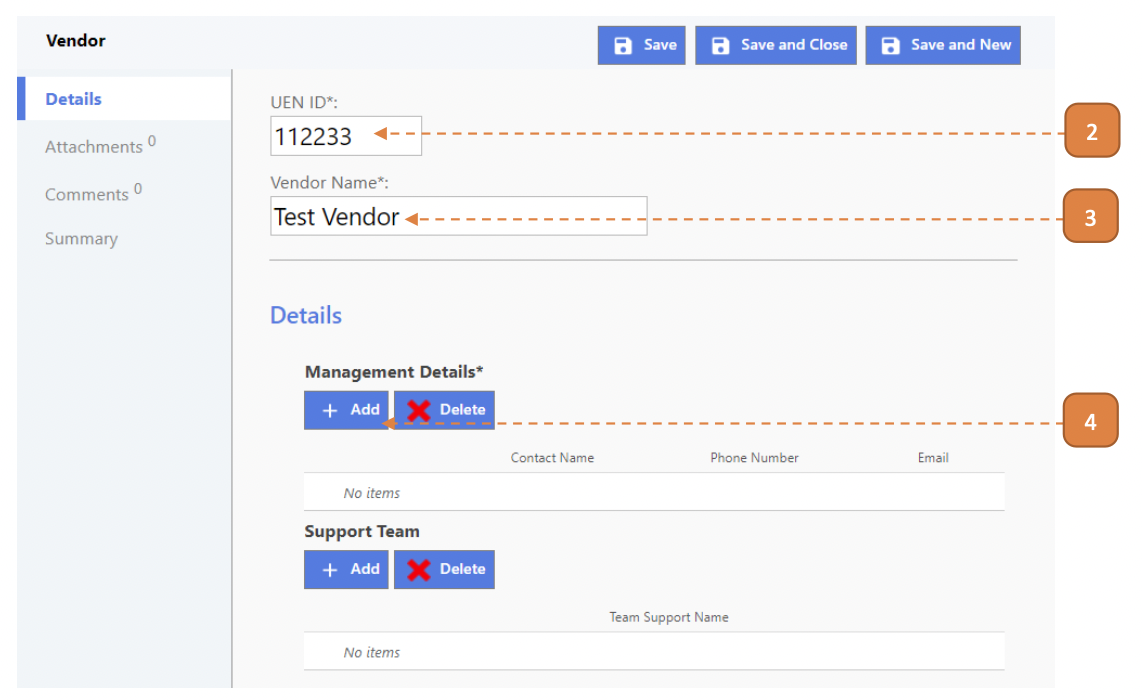 Vendor
Save
Save and Close
Save and New
Details
Attachments 0
Comments 0
Summary
UEN ID*:
112233
2
Vendor Name*:
Test Vendor
3
Details
Management Details*
+ Add
Delete
4
Contact Name Phone Number Email
No items
Support Team
+ Add
Delete
Team Support Name
No items